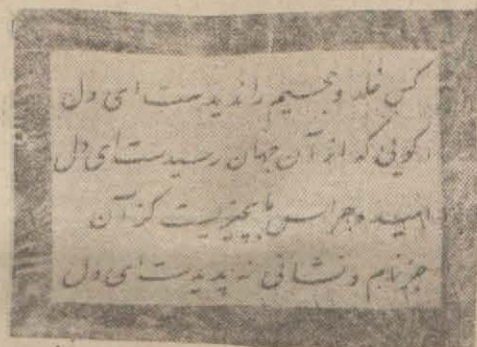 کس خلد و جحیم را ندیدست ای دل
گویی که از آن جهان رسیدست ای دل
امید و هراس ما بچیزیست کز آن
جز نام و نشانی نه پدیدست ای دل